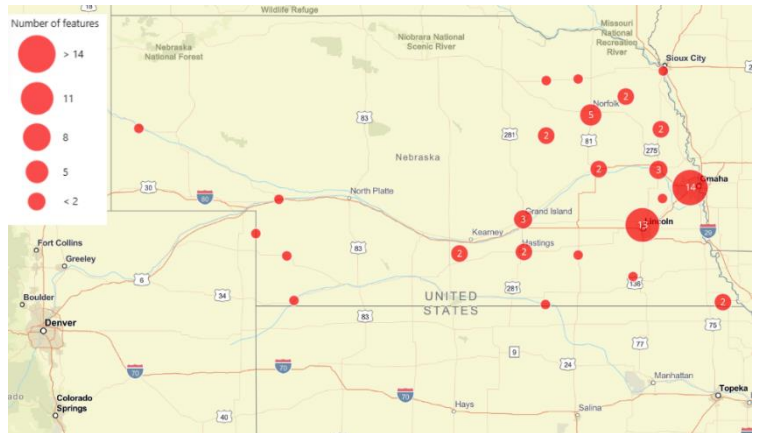 Number of features
> 14
11
8
5
< 2
18
Wildlife Refuge
Nebraska
National Forest
Niobrara National
Scenic River
Missouri
National
Recreation
River
Sioux City
2
Norfolk
5
83
281
2
81
2
275
2
3
Nebraska
30
80
North Platte
14
Omaha
3
Grand Island
13
Lincoln
29
Kearney
2
2
Hastings
83
Fort Collins
Greeley
6
34
281
136
2
Boulder
UNITED
STATES
83
75
Denver
77
9
24
70
70
70
Manhattan
Topeka
Colorado
Springs
40
Hays
Salina